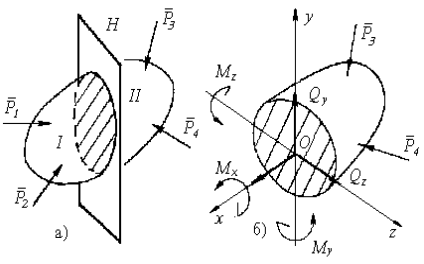 H
P̅₃
I
II
P̅₁
P̅₄
P̅₂
а)
y
P̅₃
M_z
Q_y
O
P̅₄
M_x
Q_z
x
б)
M_y
z